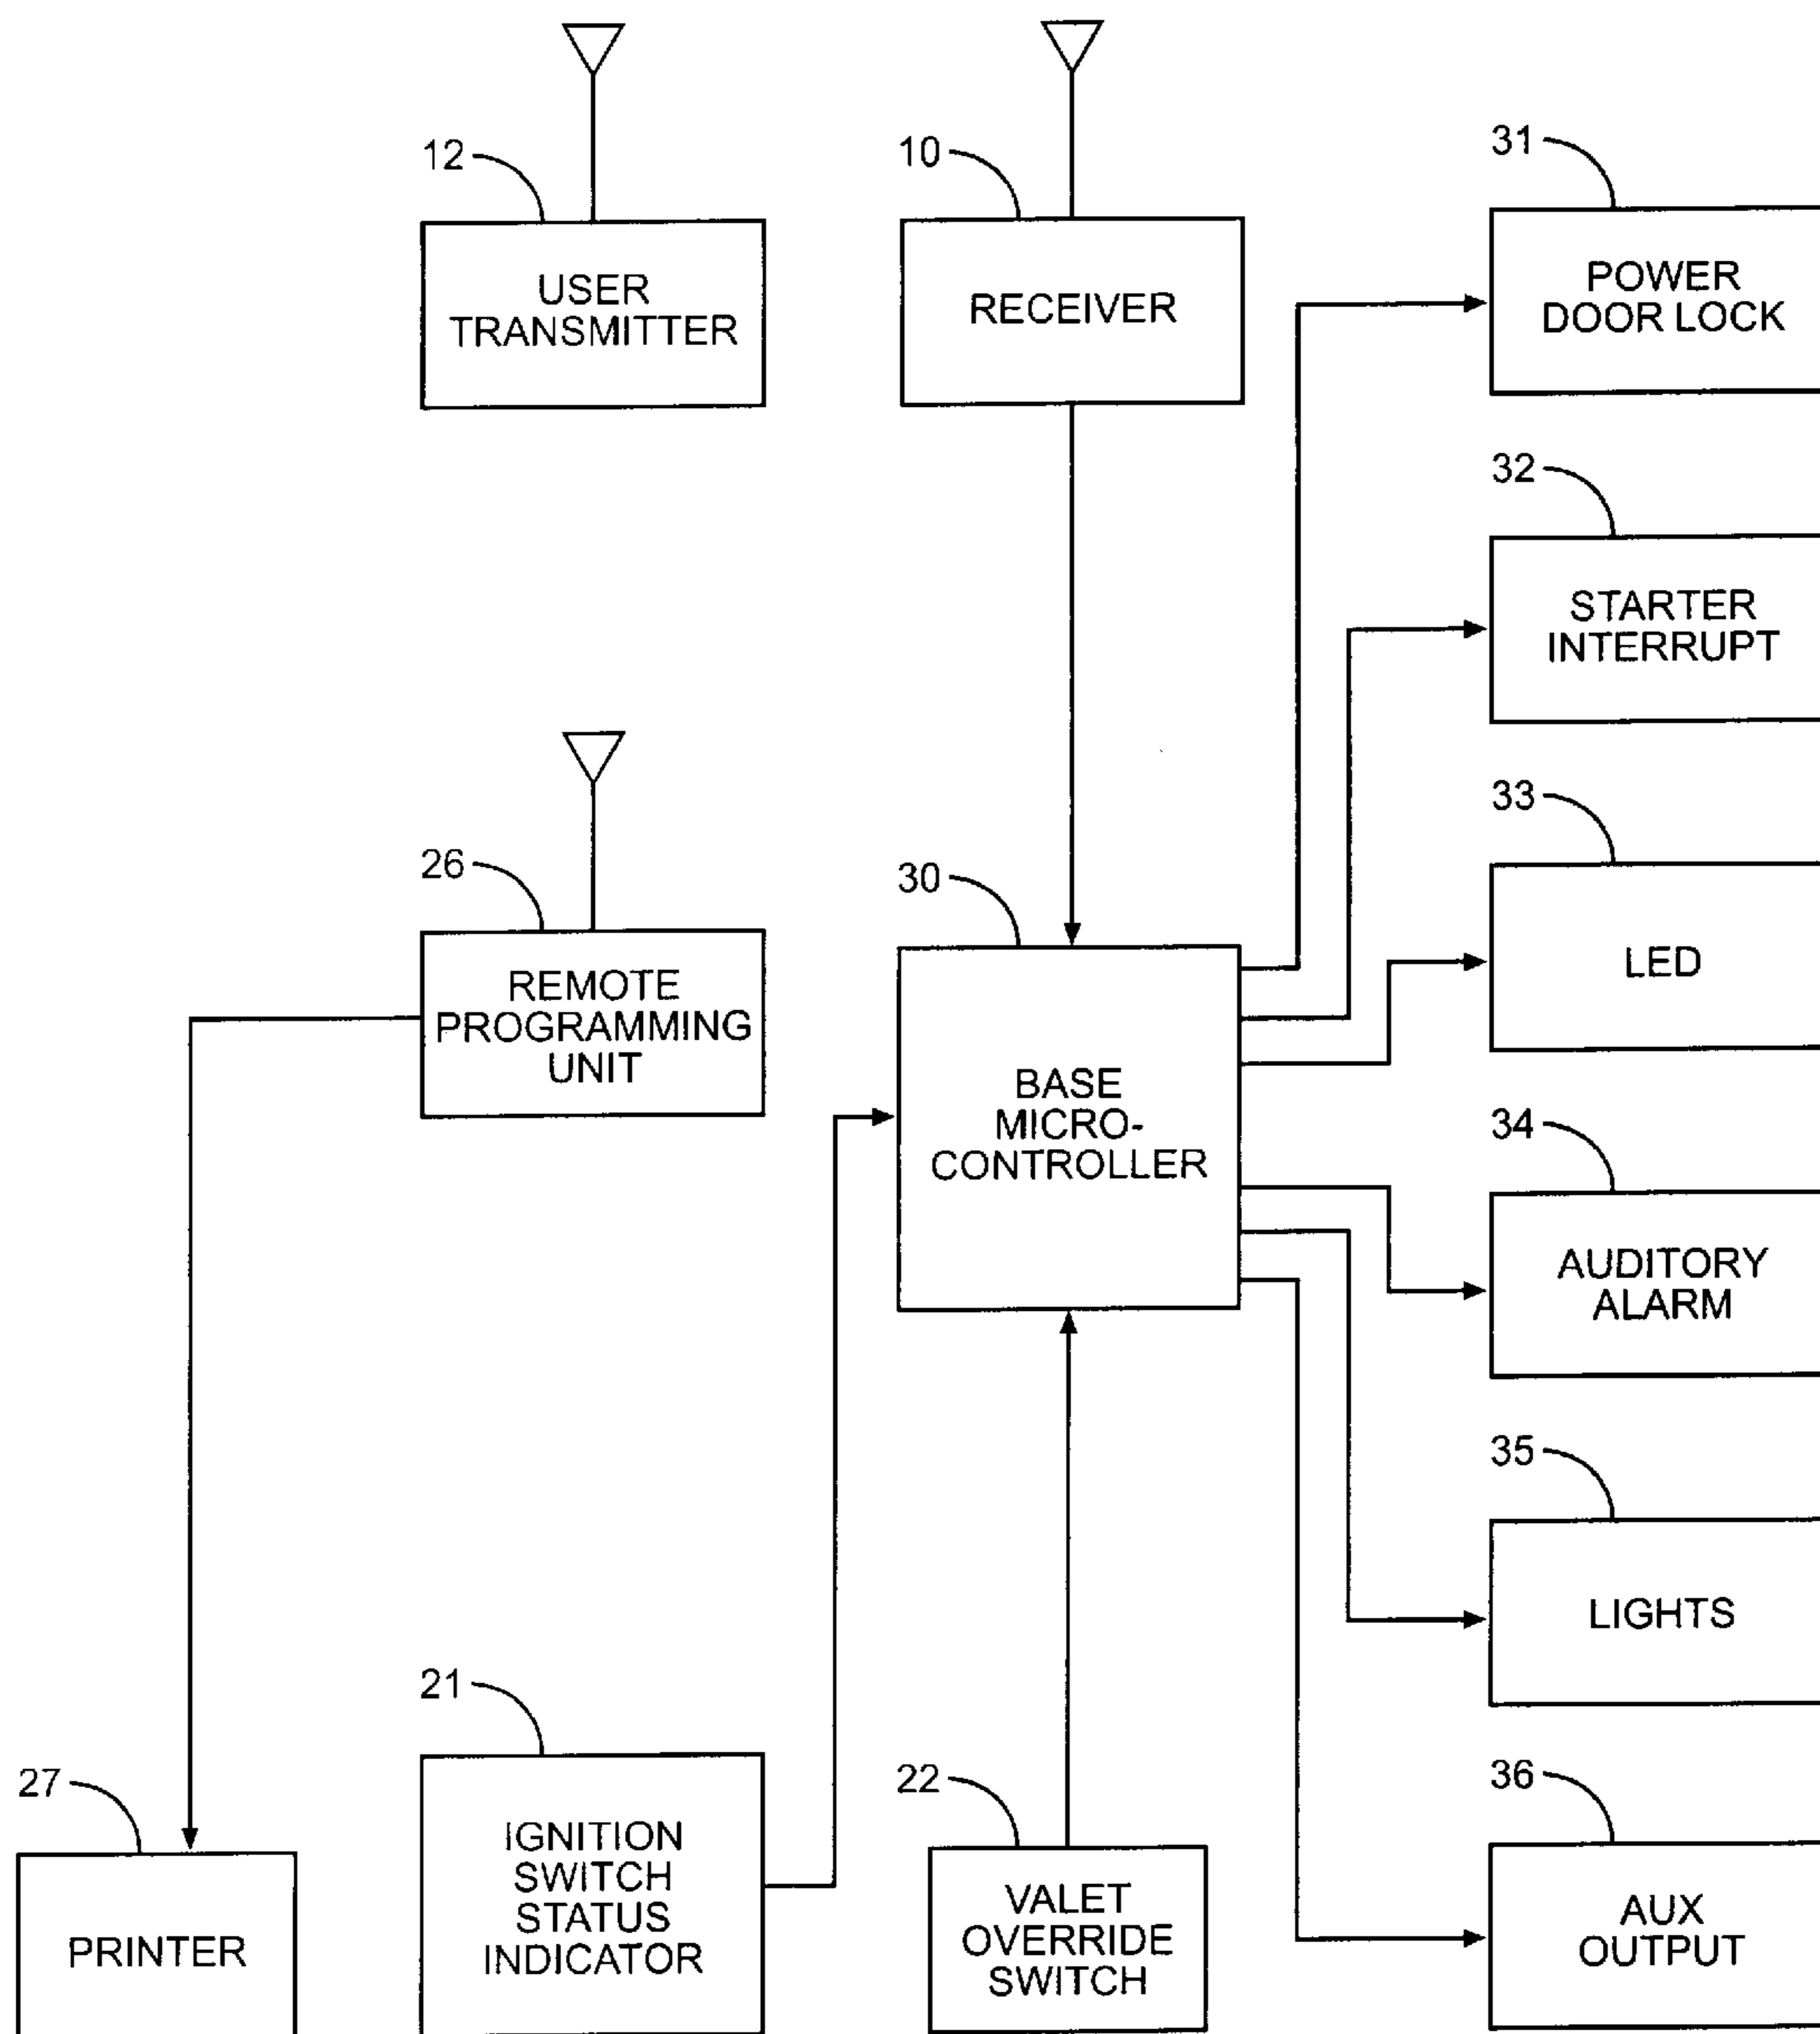 12
USER
TRANSMITTER
10
RECEIVER
31
POWER
DOOR LOCK
32
STARTER
INTERRUPT
33
LED
26
REMOTE
PROGRAMMING
UNIT
30
BASE
MICRO-
CONTROLLER
34
AUDITORY
ALARM
35
LIGHTS
27
PRINTER
21
IGNITION
SWITCH
STATUS
INDICATOR
22
VALET
OVERRIDE
SWITCH
36
AUX
OUTPUT